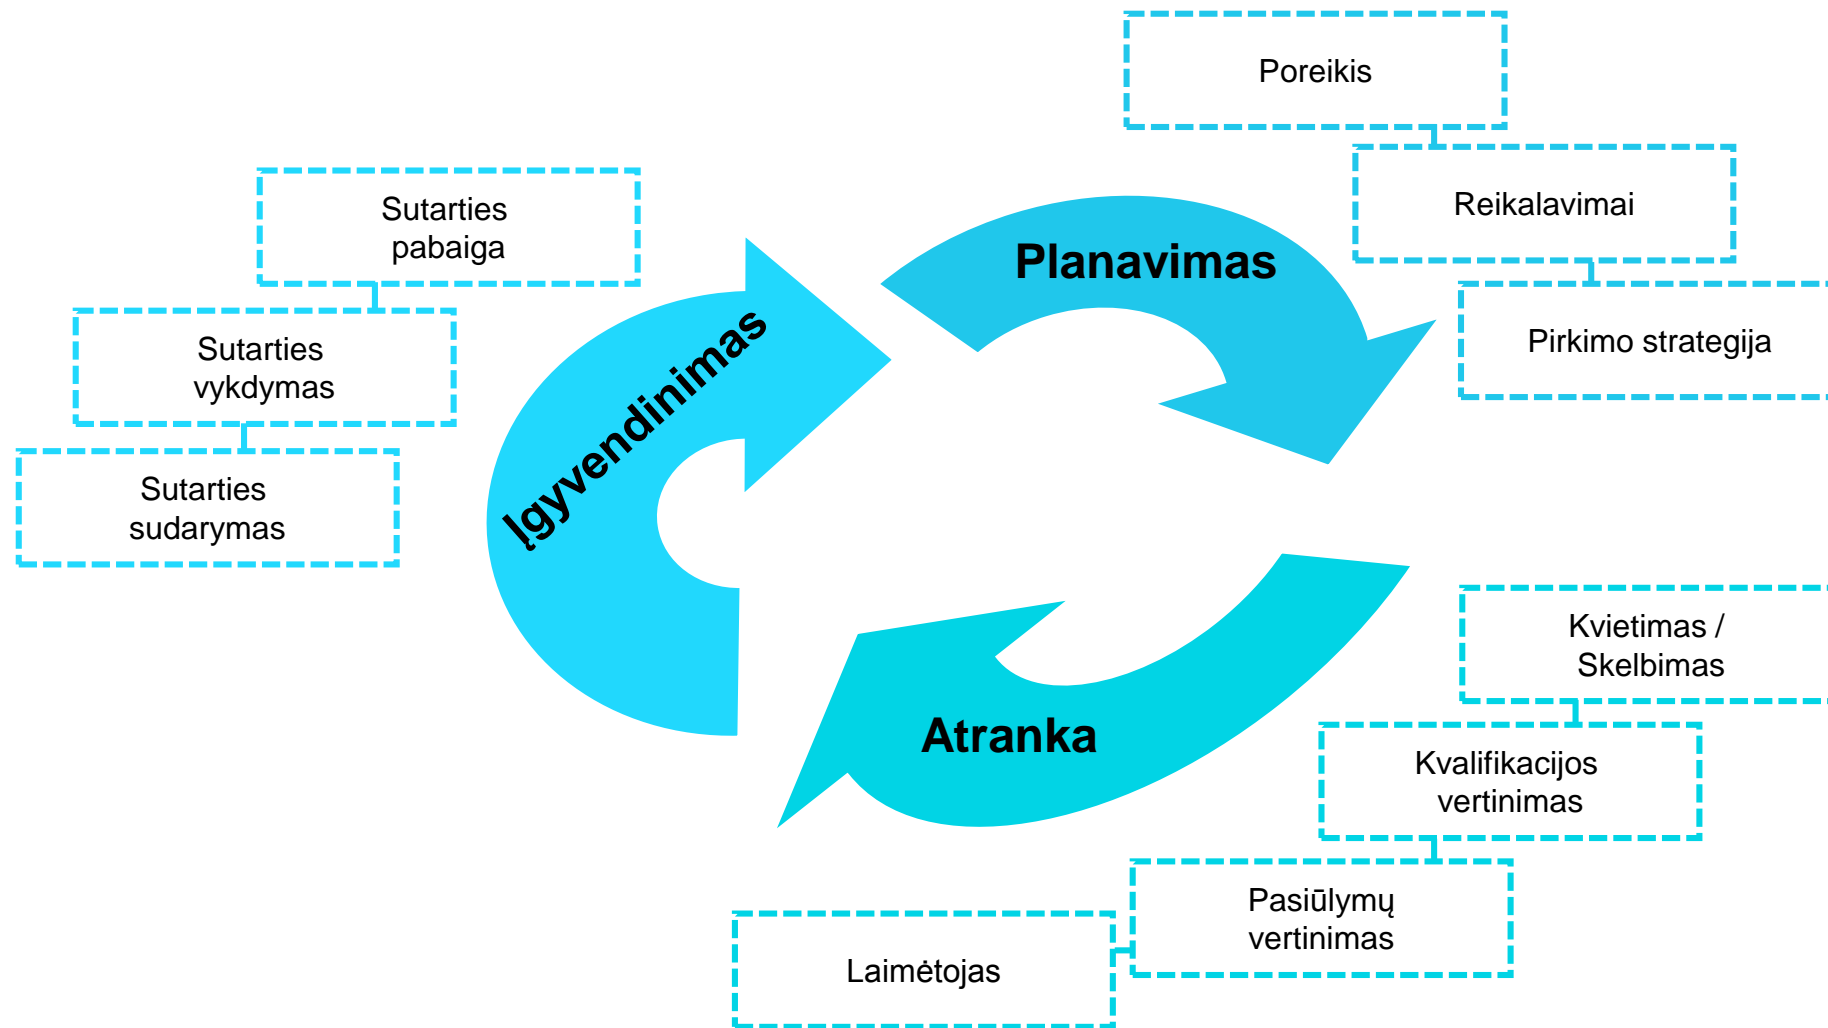 Poreikis
Reikalavimai
Pirkimo strategija
Planavimas
Kvietimas /
Skelbimas
Kvalifikacijos
vertinimas
Pasiūlymų
vertinimas
Laimėtojas
Atranka
Sutarties
sudarymas
Sutarties
vykdymas
Sutarties
pabaiga
Įgyvendinimas